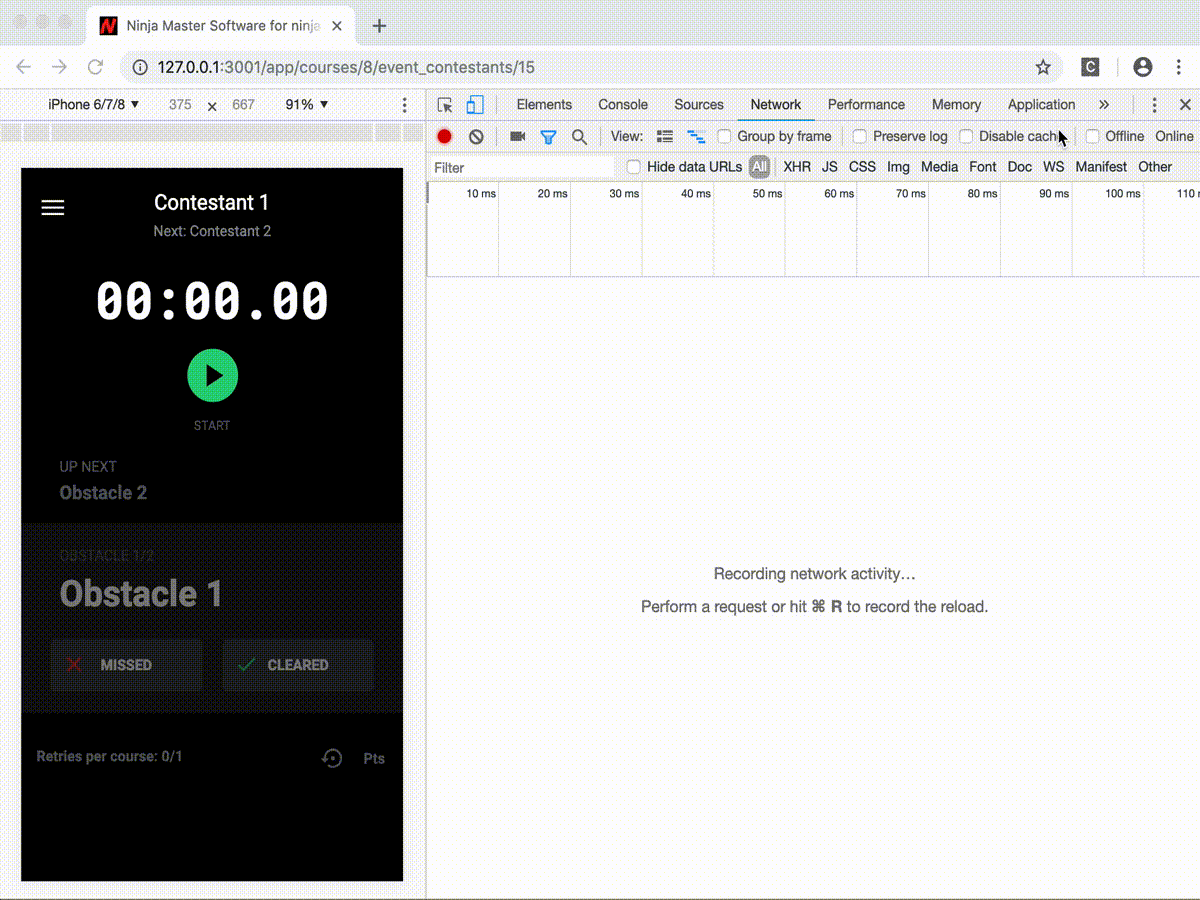 Ninja Master Software for ninja
127.0.0.1:3001/app/courses/8/event_contestants/15
C
iPhone 6/7/8 ▼ 375 x 667 91% ▼
Elements Console Sources Network Performance Memory Application »
View: Group by frame Preserve log Disable cache Offline Online
Filter Hide data URLs All XHR JS CSS Img Media Font Doc WS Manifest Other
10 ms 20 ms 30 ms 40 ms 50 ms 60 ms 70 ms 80 ms 90 ms 100 ms 110
Contestant 1
Next: Contestant 2
00:00.00
START
UP NEXT
Obstacle 2
OBSTACLE 1/2
Obstacle 1
MISSED CLEARED
Retries per course: 0/1 Pts
Recording network activity…
Perform a request or hit ⌘ R to record the reload.